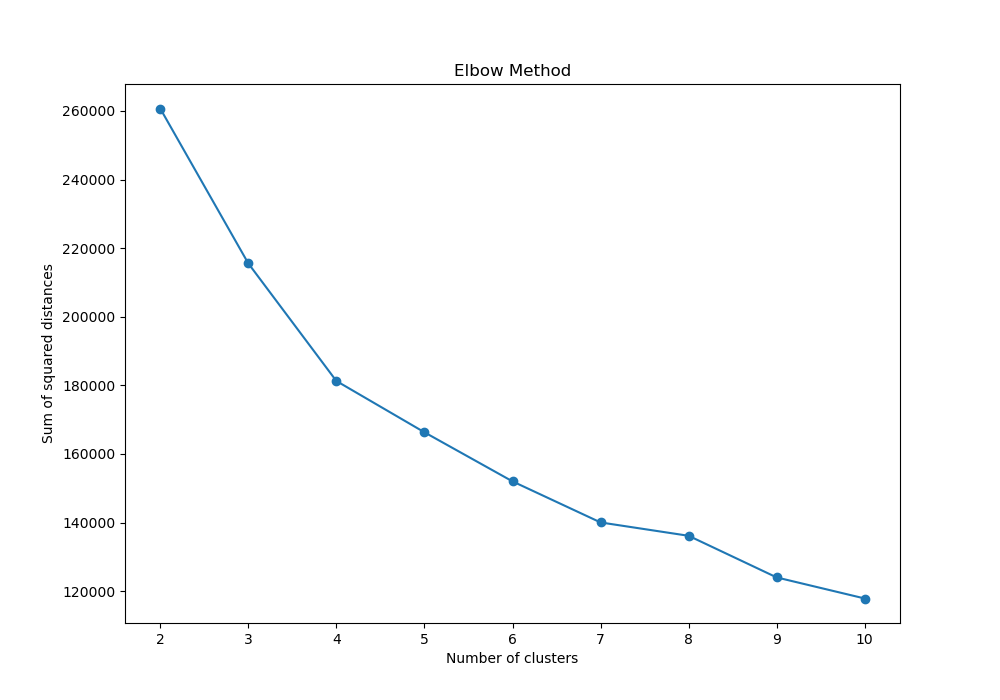 Elbow Method
260000
240000
220000
200000
180000
160000
140000
120000
Sum of squared distances
2 3 4 5 6 7 8 9 10
Number of clusters